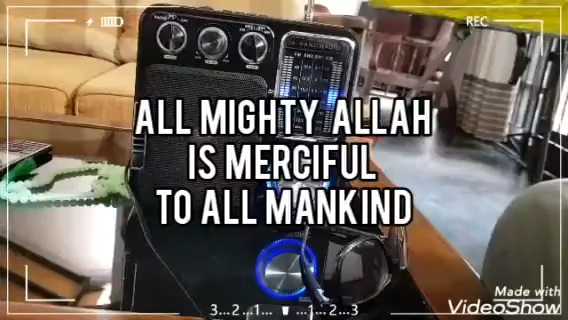 REC
ALL MIGHTY ALLAH
IS MERCIFUL
TO ALL MANKIND
3...2...1... ...1...2...3
Made with
VideoShow